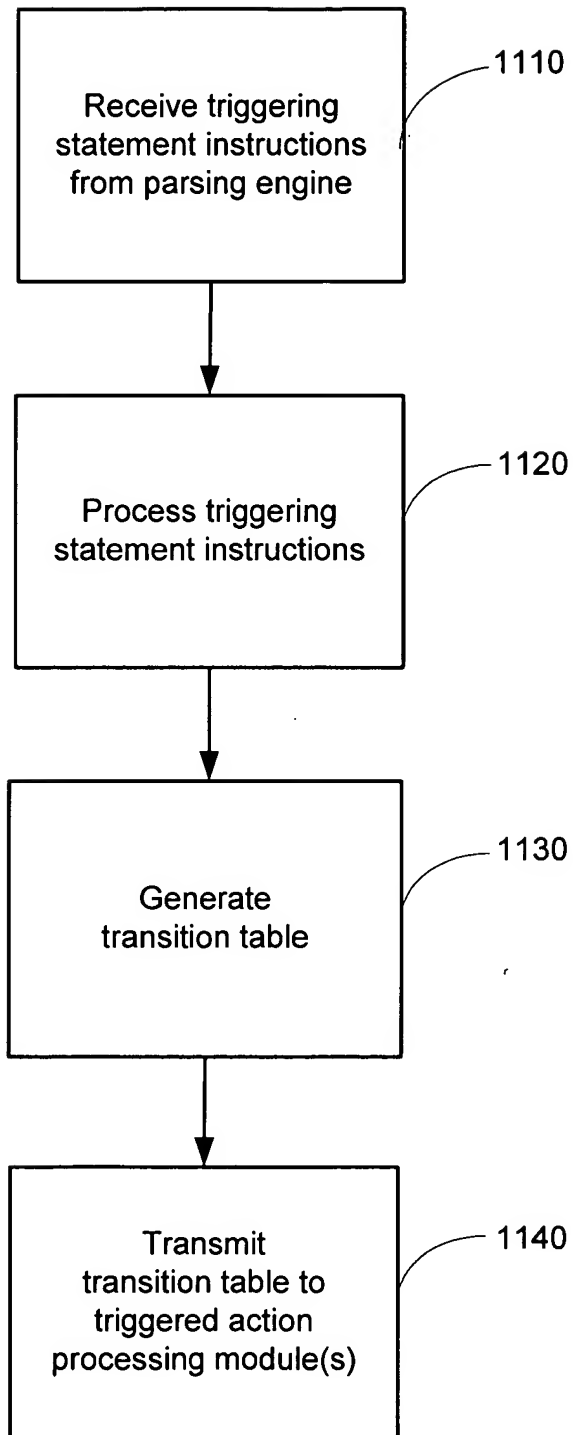 Receive triggering
statement instructions
from parsing engine
1110
Process triggering
statement instructions
1120
Generate
transition table
1130
Transmit
transition table to
triggered action
processing module(s)
1140